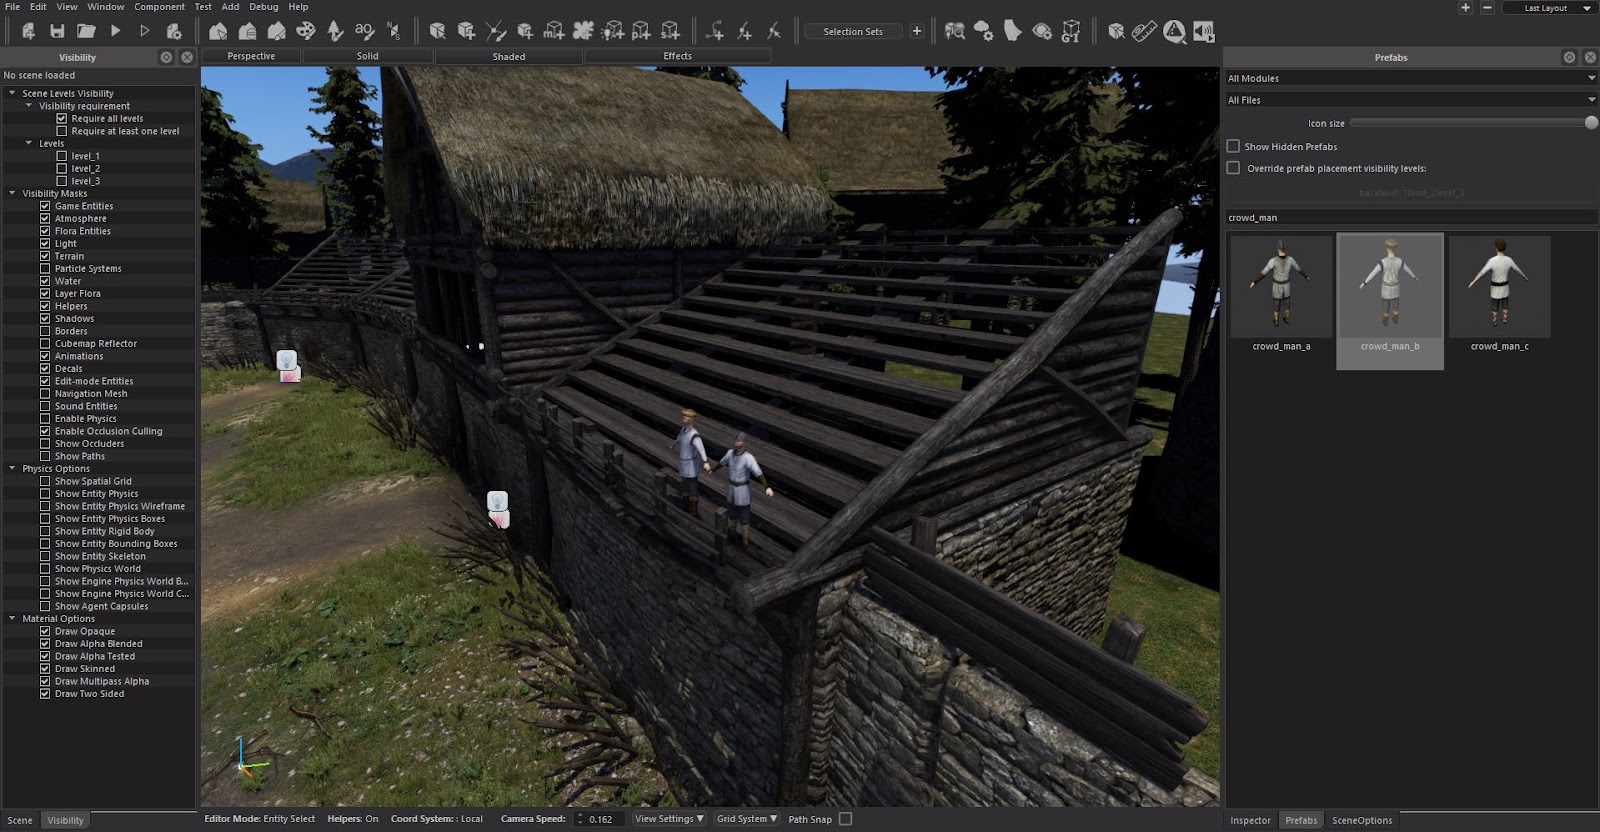 File Edit View Window Component Test Add Debug Help
Last Layout
Selection Sets
Visibility
Perspective Solid Shaded Effects
Prefabs
No scene loaded
Scene Levels Visibility
Visibility requirement
Require all levels
Require at least one level
Levels
level_1
level_2
level_3
Visibility Masks
Game Entities
Atmosphere
Flora Entities
Light
Terrain
Particle Systems
Water
Layer Flora
Helpers
Shadows
Borders
Cubemap Reflector
Animations
Decals
Edit-mode Entities
Navigation Mesh
Sound Entities
Enable Physics
Enable Occlusion Culling
Show Occluders
Show Paths
Physics Options
Show Spatial Grid
Show Entity Physics
Show Entity Physics Wireframe
Show Entity Physics Boxes
Show Entity Rigid Body
Show Entity Bounding Boxes
Show Entity Skeleton
Show Physics World
Show Engine Physics World B...
Show Engine Physics World C...
Show Agent Capsules
Material Options
Draw Opaque
Draw Alpha Blended
Draw Alpha Tested
Draw Skinned
Draw Multipass Alpha
Draw Two Sided
Scene Visibility
All Modules
All Files
Icon size
Show Hidden Prefabs
Override prefab placement visibility levels:
baselevel_1level_2level_3
crowd_man
crowd_man_a crowd_man_b crowd_man_c
Editor Mode: Entity Select Helpers: On Coord System: : Local Camera Speed: 0.162 View Settings Grid System Path Snap
Inspector Prefabs SceneOptions